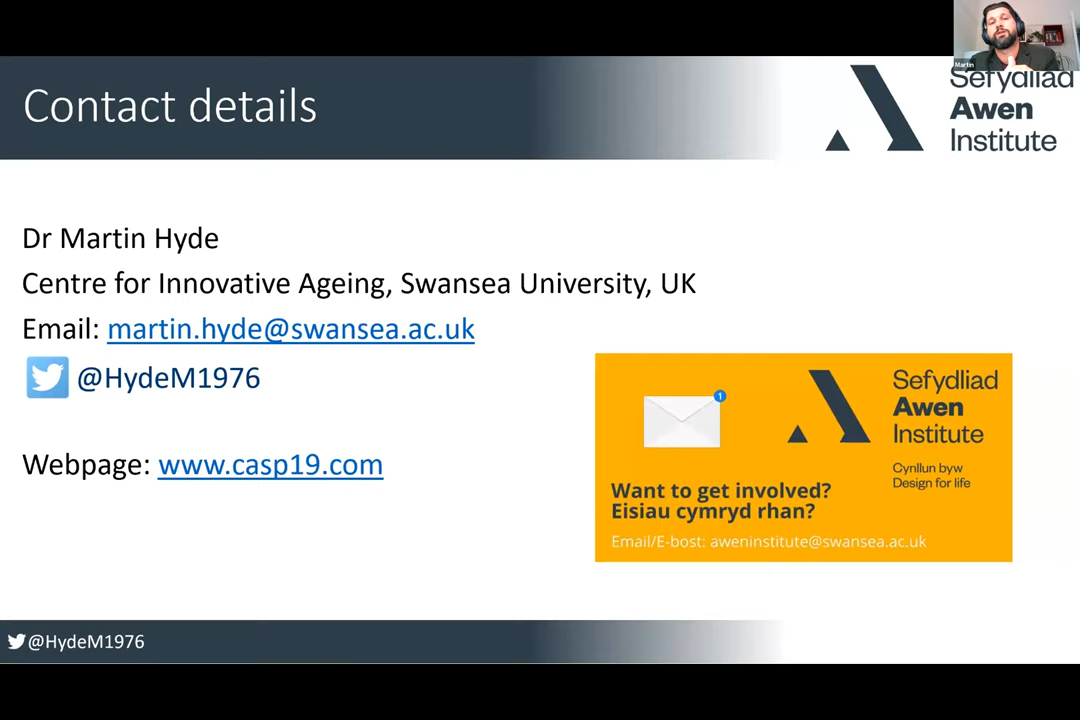 Martin
Contact details
Sefydliad
Awen
Institute
Dr Martin Hyde
Centre for Innovative Ageing, Swansea University, UK
Email: martin.hyde@swansea.ac.uk
@HydeM1976
Webpage: www.casp19.com
1
Sefydliad
Awen
Institute
Cynllun byw
Design for life
Want to get involved?
Eisiau cymryd rhan?
Email/E-bost: aweninstitute@swansea.ac.uk
@HydeM1976